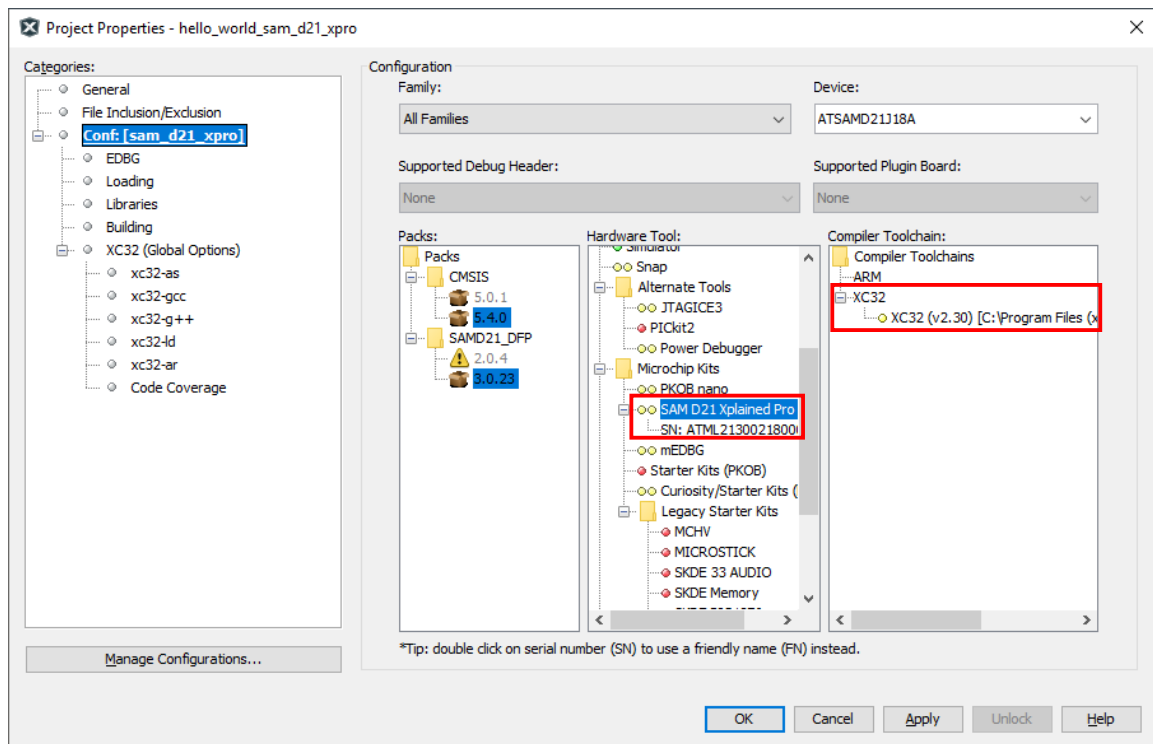 Project Properties - hello_world_sam_d21_xpro
Categories:
General
File Inclusion/Exclusion
Conf: [sam_d21_xpro]
EDBG
Loading
Libraries
Building
XC32 (Global Options)
xc32-as
xc32-gcc
xc32-g++
xc32-ld
xc32-ar
Code Coverage
Manage Configurations...
Configuration
Family:
All Families
Device:
ATSAMD21J18A
Supported Debug Header:
None
Supported Plugin Board:
None
Packs:
Packs
CMSIS
5.0.1
5.4.0
SAMD21_DFP
2.0.4
3.0.23
Hardware Tool:
Simulator
Snap
Alternate Tools
JTAGICE3
PICkit2
Power Debugger
Microchip Kits
PKOB nano
SAM D21 Xplained Pro
SN: ATML2130021800
mEDBG
Starter Kits (PKOB)
Curiosity/Starter Kits (
Legacy Starter Kits
MCHV
MICROSTICK
SKDE 33 AUDIO
SKDE Memory
Compiler Toolchain:
Compiler Toolchains
ARM
XC32
XC32 (v2.30) [C:\Program Files (x
*Tip: double click on serial number (SN) to use a friendly name (FN) instead.
OK
Cancel
Apply
Unlock
Help